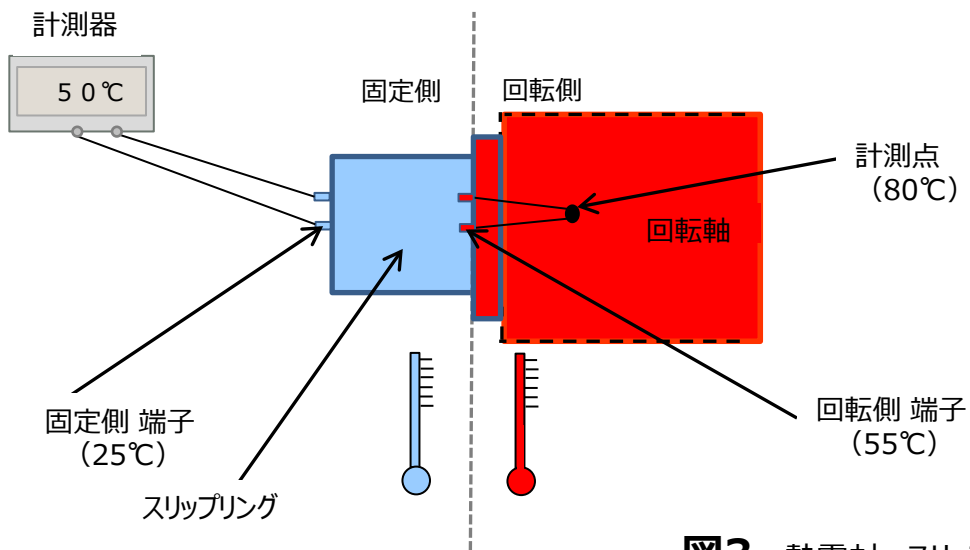 計測器
50℃
固定側
回転側
計測点
（80℃）
回転軸
固定側 端子
（25℃）
回転側 端子
（55℃）
スリップリング
図3